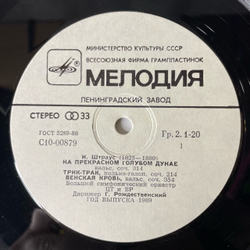 МИНИСТЕРСТВО КУЛЬТУРЫ СССР
ВСЕСОЮЗНАЯ ФИРМА ГРАМПЛАСТИНОК
МЕЛОДИЯ
ЛЕНИНГРАДСКИЙ ЗАВОД
СТЕРЕО 33
ГОСТ 5289-88
С10-00879
Гр. 2. 1-20
1
И. Штраус (1825—1899)
НА ПРЕКРАСНОМ ГОЛУБОМ ДУНАЕ
вальс, соч. 314
ТРИК-ТРАК, полька-галоп, соч. 314
ВЕНСКАЯ КРОВЬ, вальс, соч. 354
Большой симфонический оркестр
ЦТ и ВР
Дирижер Г. Рождественский
ГОД ВЫПУСКА 1989